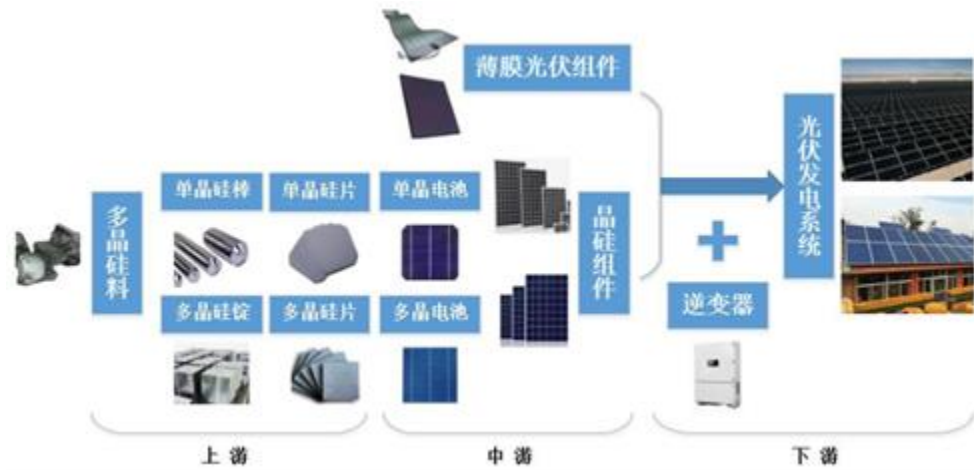 薄膜光伏组件
多晶硅料
单晶硅棒
单晶硅片
单晶电池
多晶硅锭
多晶硅片
多晶电池
晶硅组件
逆变器
光伏发电系统
上游
中游
下游